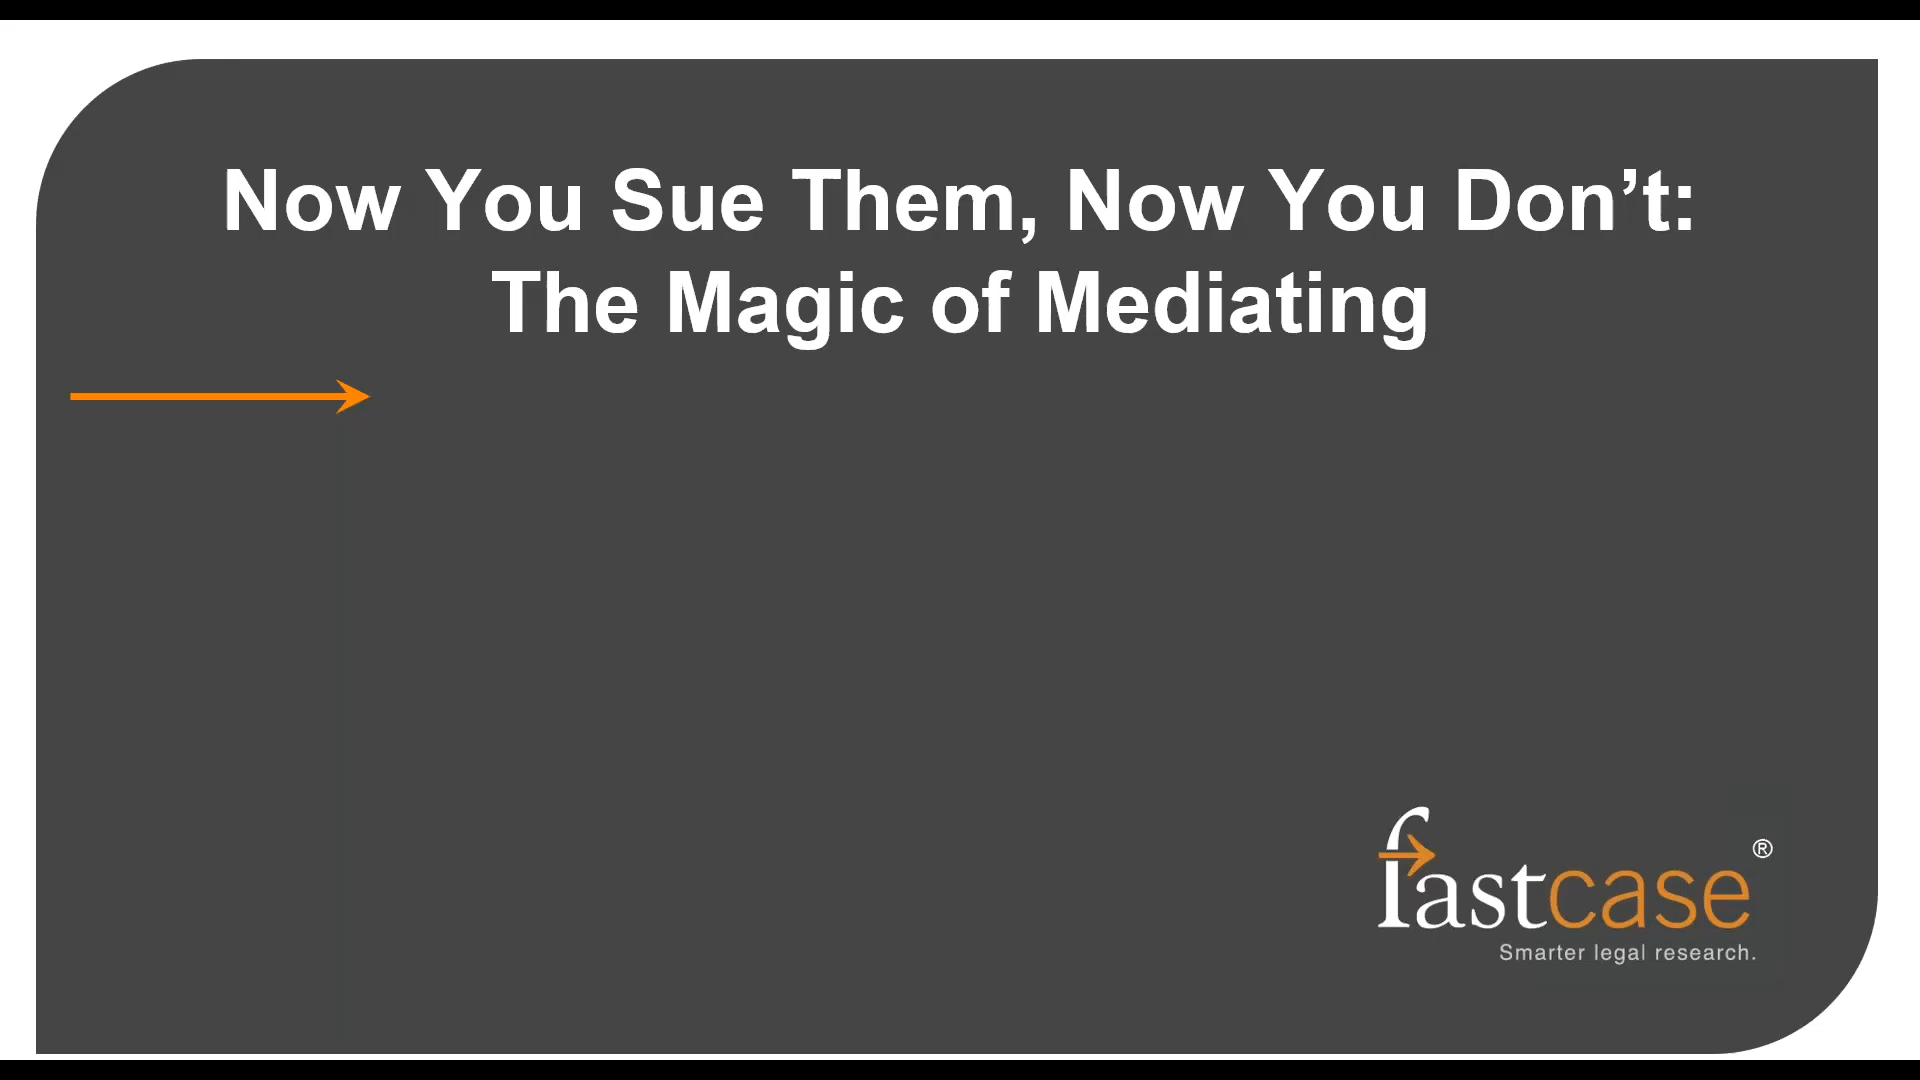 Now You Sue Them, Now You Don’t:
The Magic of Mediating
fastcase®
Smarter legal research.